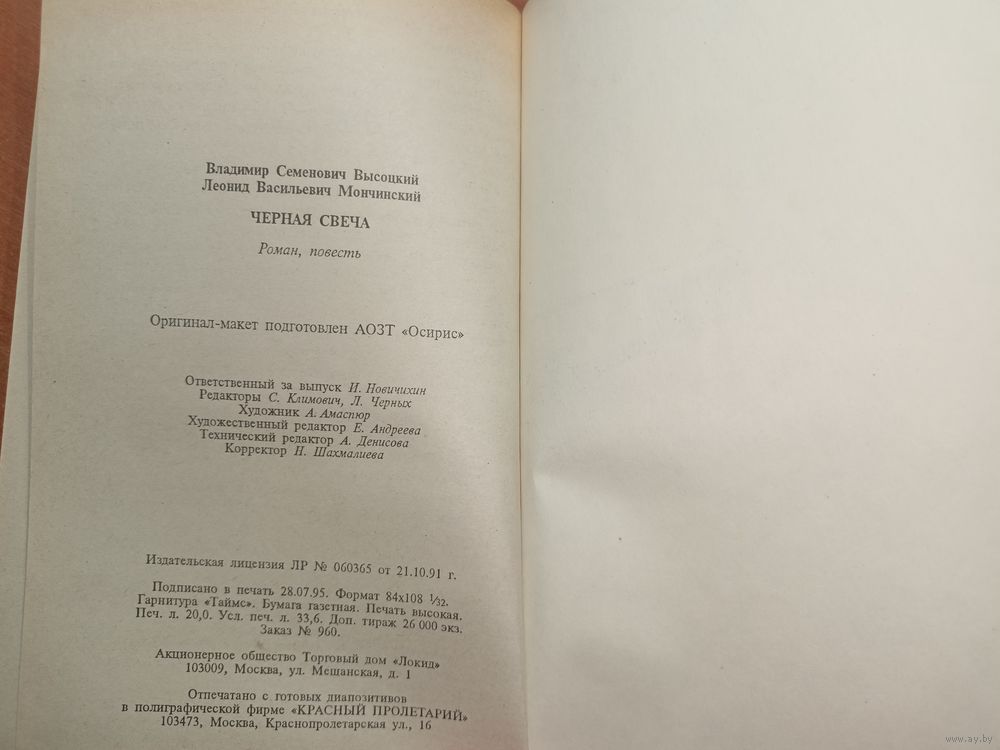 Владимир Семенович Высоцкий
Леонид Васильевич Мончинский
ЧЕРНАЯ СВЕЧА
Роман, повесть
Оригинал-макет подготовлен АОЗТ «Осирис»
Ответственный за выпуск И. Новичихин
Редакторы С. Климович, Л. Черных
Художник А. Амаспюр
Художественный редактор Е. Андреева
Технический редактор А. Денисова
Корректор Н. Шахмалиева
Издательская лицензия ЛР № 060365 от 21.10.91 г.
Подписано в печать 28.07.95. Формат 84х108 1/32.
Гарнитура «Таймс». Бумага газетная. Печать высокая.
Печ. л. 20,0. Усл. печ. л. 33,6. Доп. тираж 26 000 экз.
Заказ № 960.
Акционерное общество Торговый дом «Локид»
103009, Москва, ул. Мещанская, д. 1
Отпечатано с готовых диапозитивов
в полиграфической фирме «КРАСНЫЙ ПРОЛЕТАРИЙ»
103473, Москва, Краснопролетарская ул., 16
www.ay.by